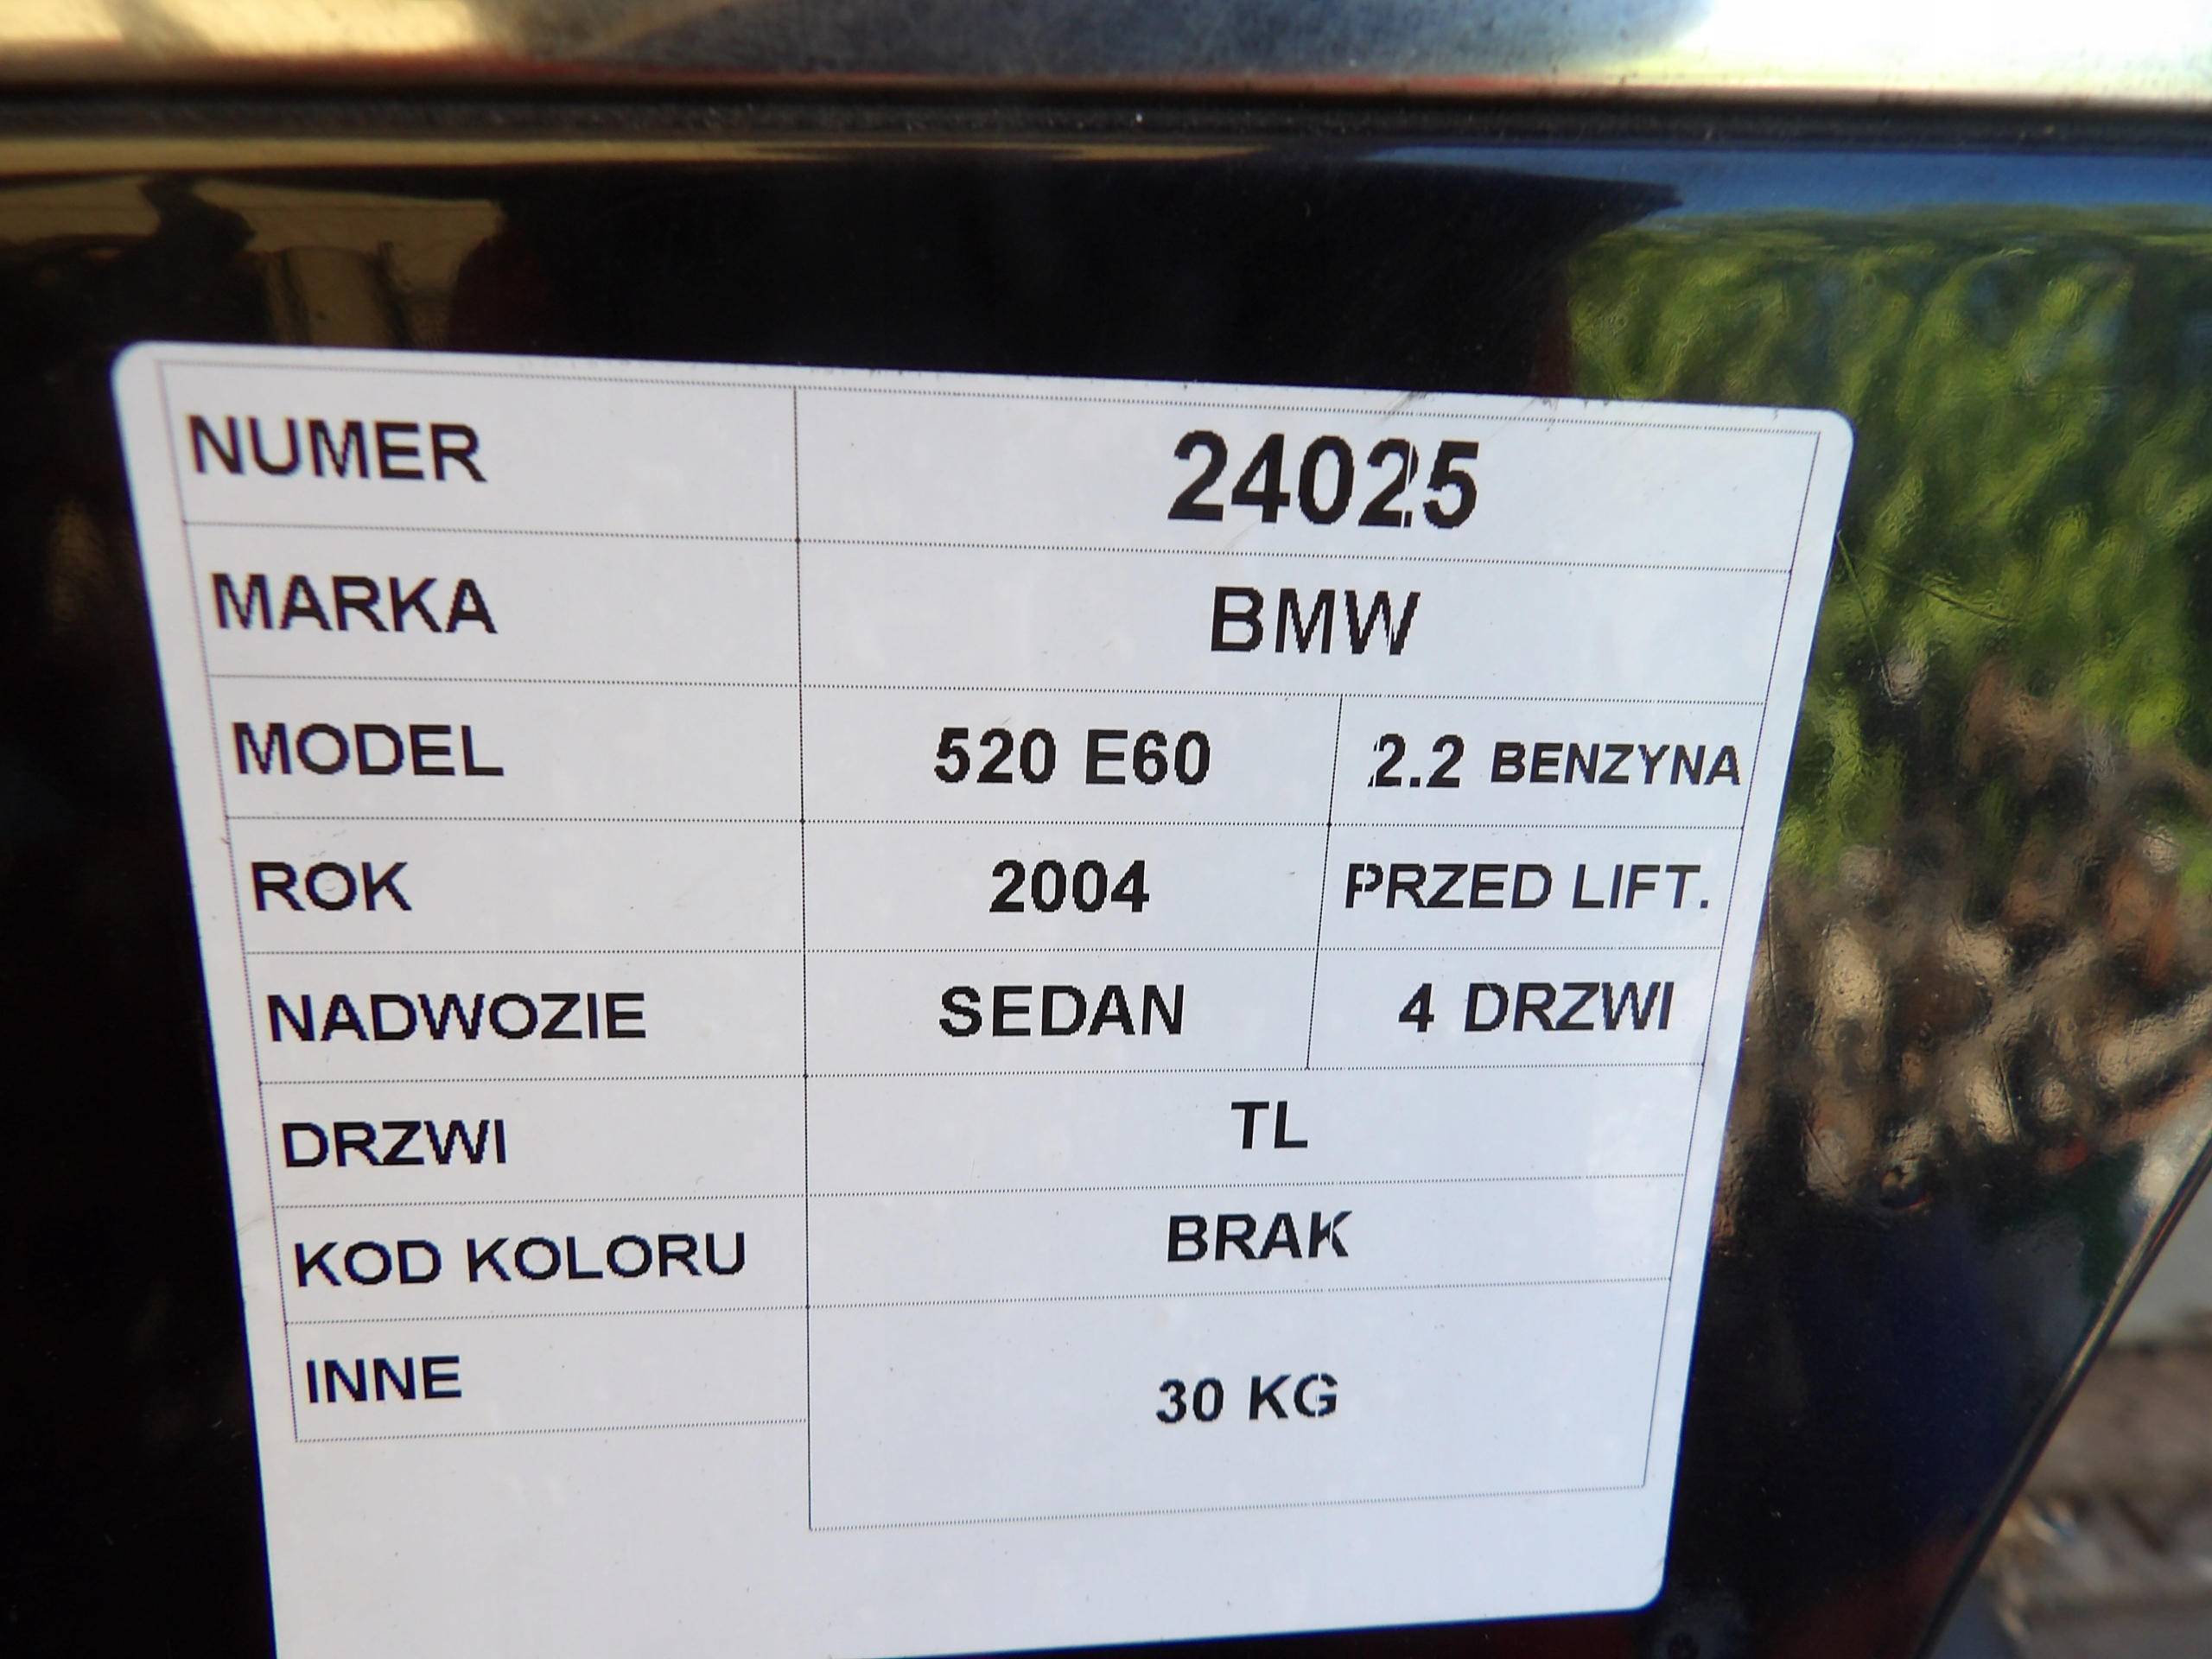 NUMER 24025
MARKA BMW
MODEL 520 E60 2.2 BENZYNA
ROK 2004 PRZED LIFT.
NADWOZIE SEDAN 4 DRZWI
DRZWI TL
KOD KOLORU BRAK
INNE 30 KG